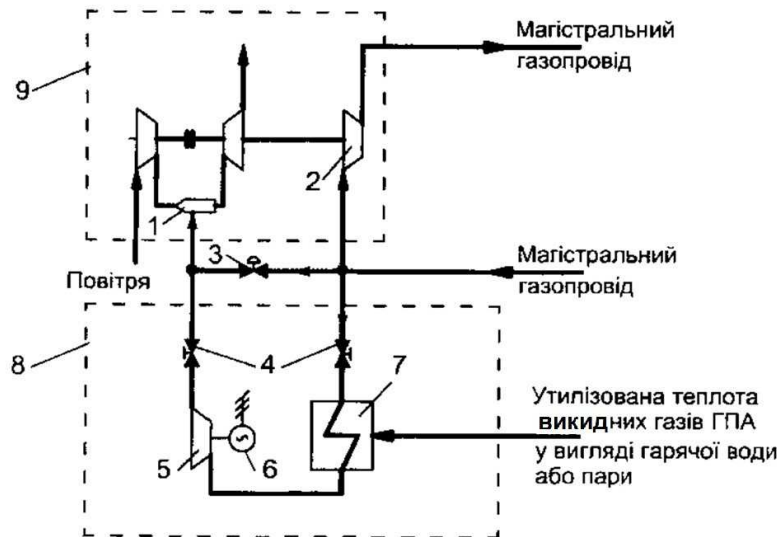 Магістральний
газопровід
9
2
1
3
Повітря
Магістральний
газопровід
8
4
7
Утилізована теплота
викидних газів ГПА
у вигляді гарячої води
або пари
5
6